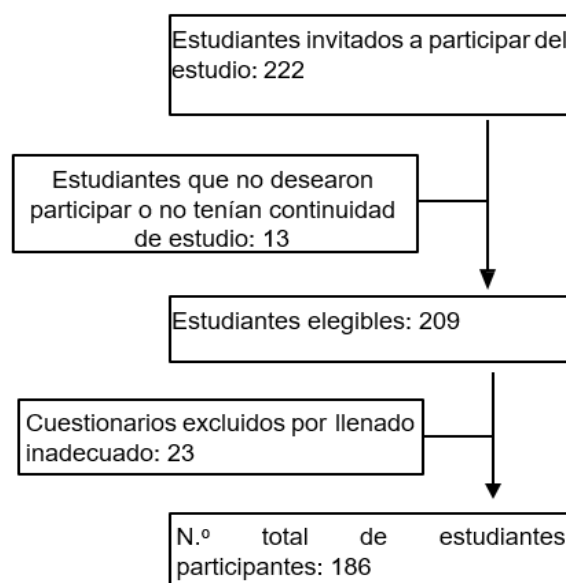 Estudiantes invitados a participar del
estudio: 222
Estudiantes que no desearon
participar o no tenían continuidad
de estudio: 13
Estudiantes elegibles: 209
Cuestionarios excluidos por llenado
inadecuado: 23
N.º total de estudiantes
participantes: 186